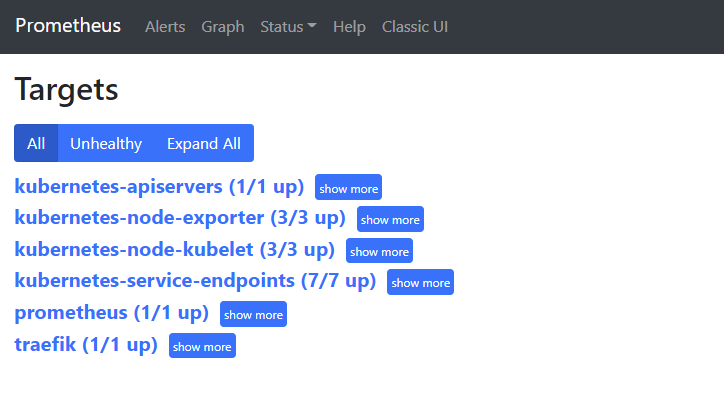 Prometheus Alerts Graph Status Help Classic UI
Targets
All Unhealthy Expand All
kubernetes-apiservers (1/1 up) show more
kubernetes-node-exporter (3/3 up) show more
kubernetes-node-kubelet (3/3 up) show more
kubernetes-service-endpoints (7/7 up) show more
prometheus (1/1 up) show more
traefik (1/1 up) show more